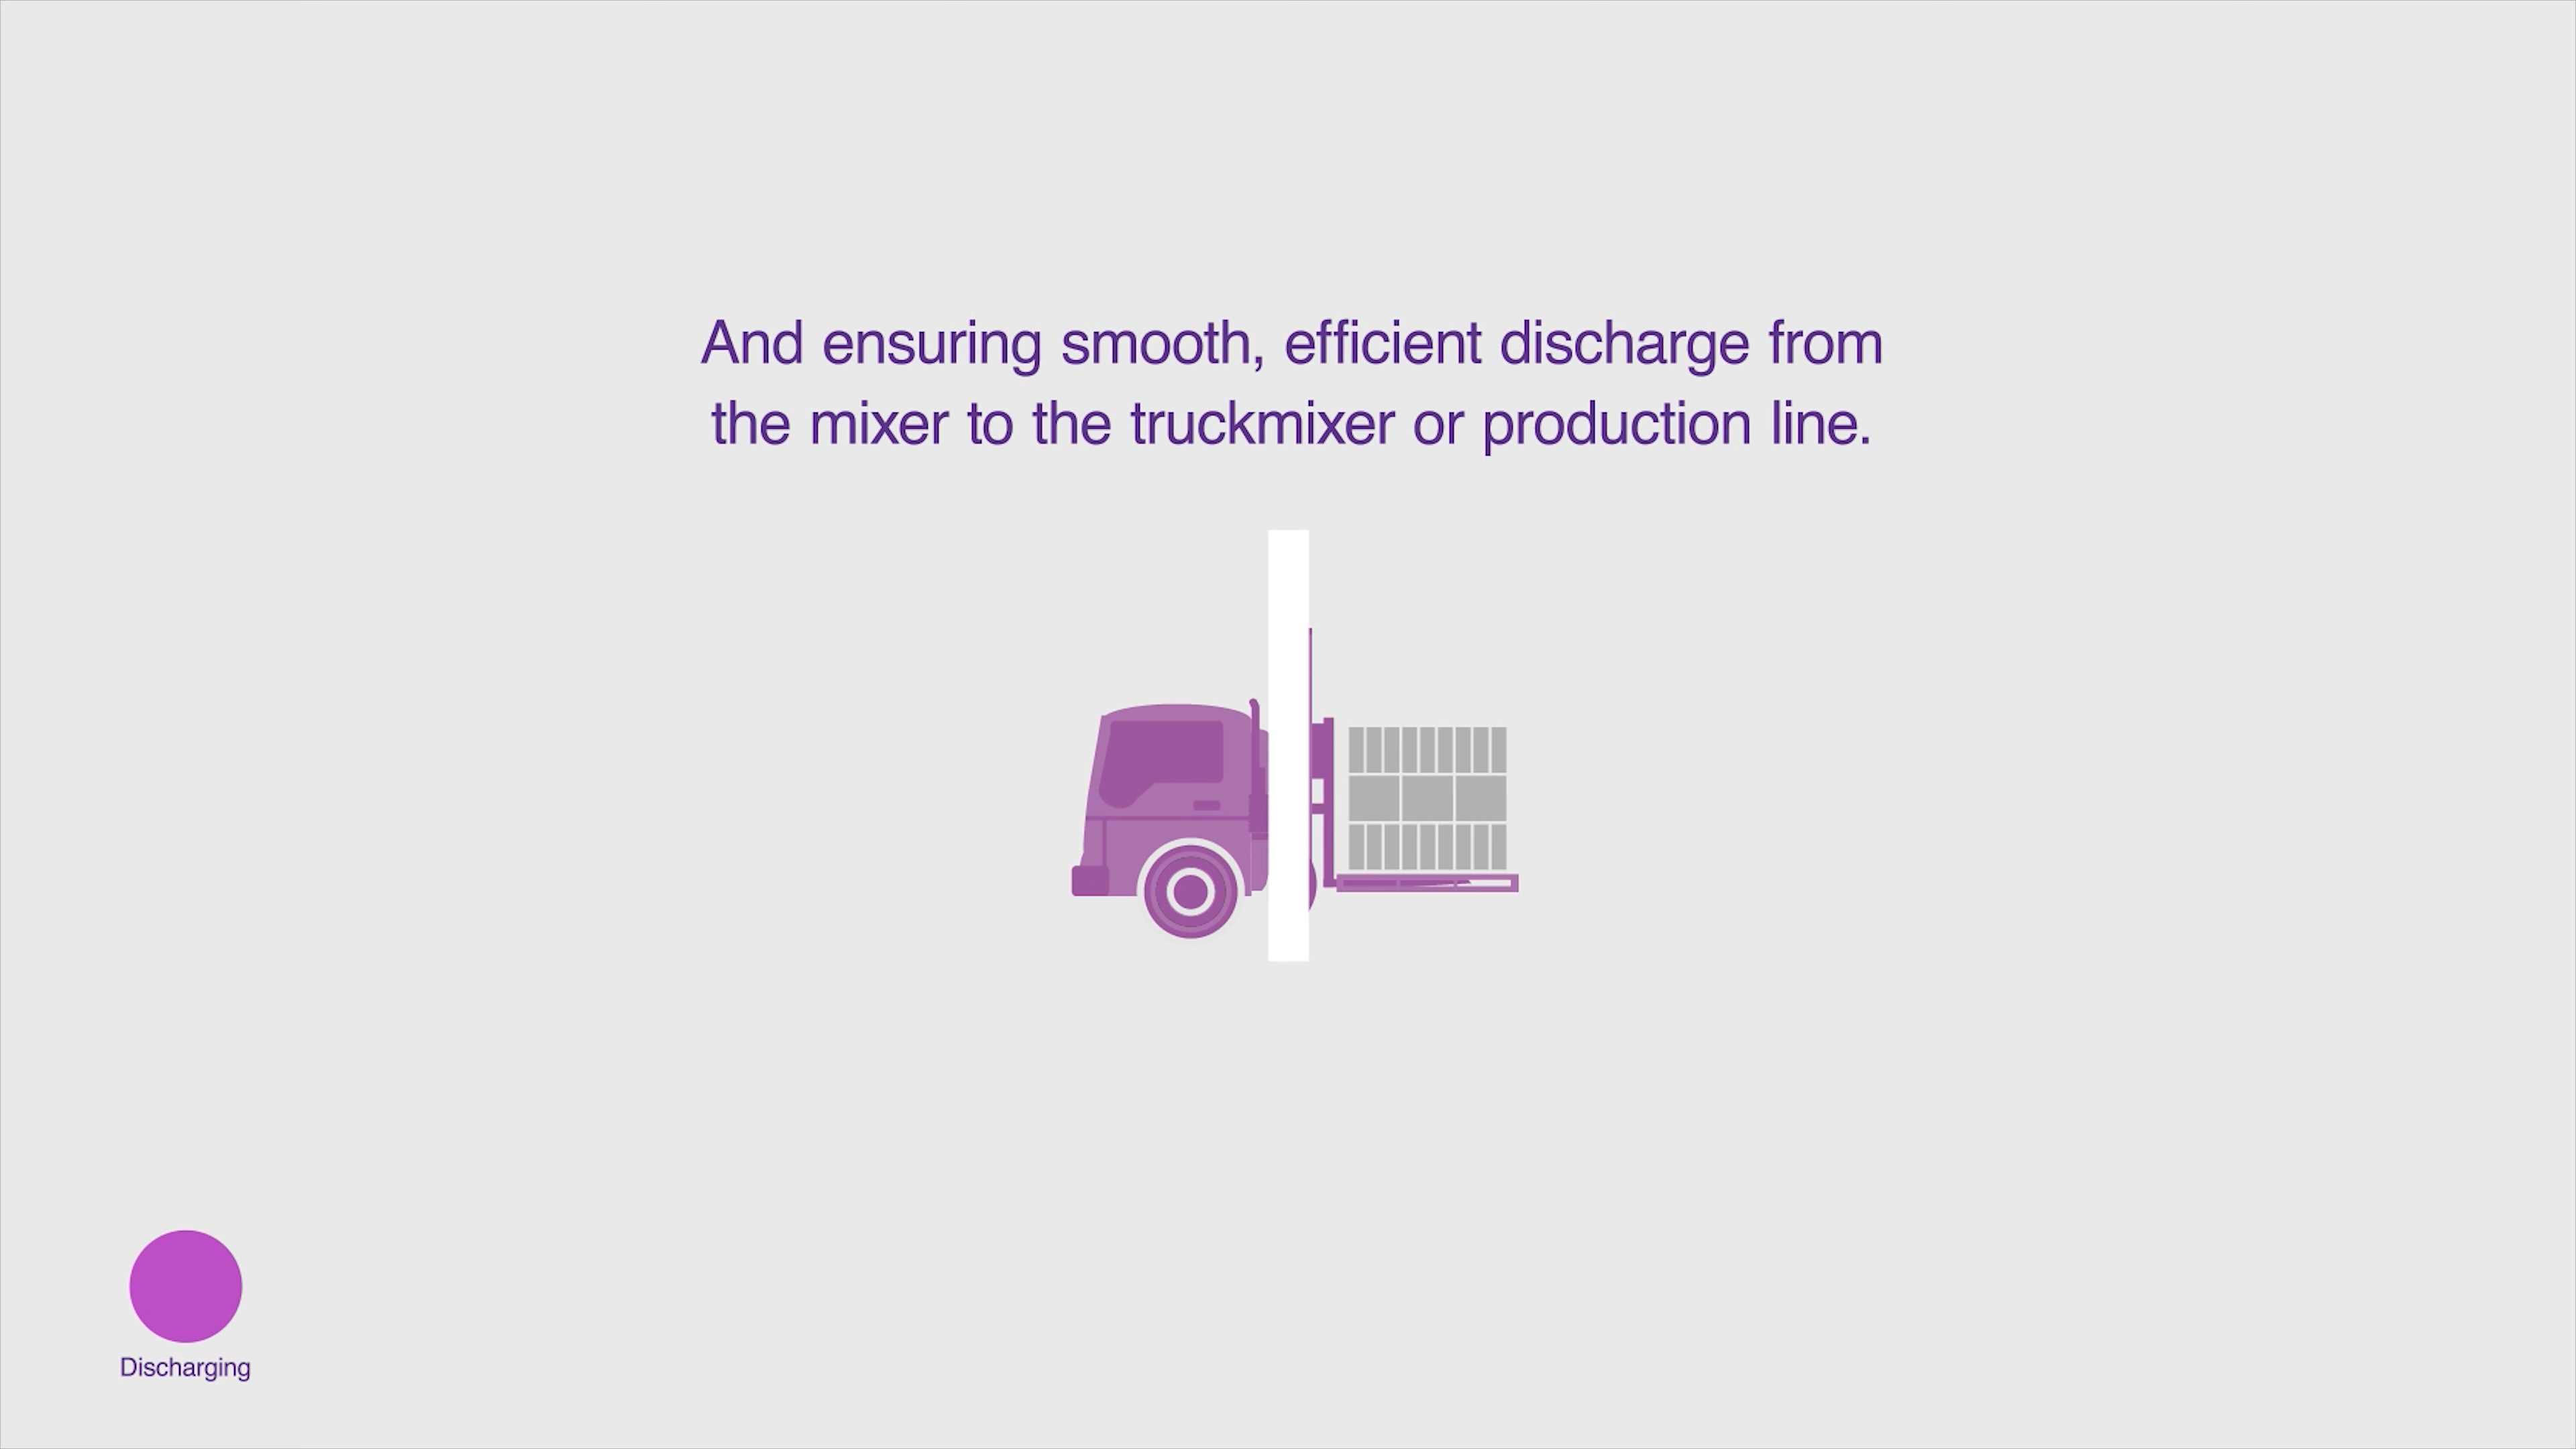 And ensuring smooth, efficient discharge from
the mixer to the truckmixer or production line.
Discharging